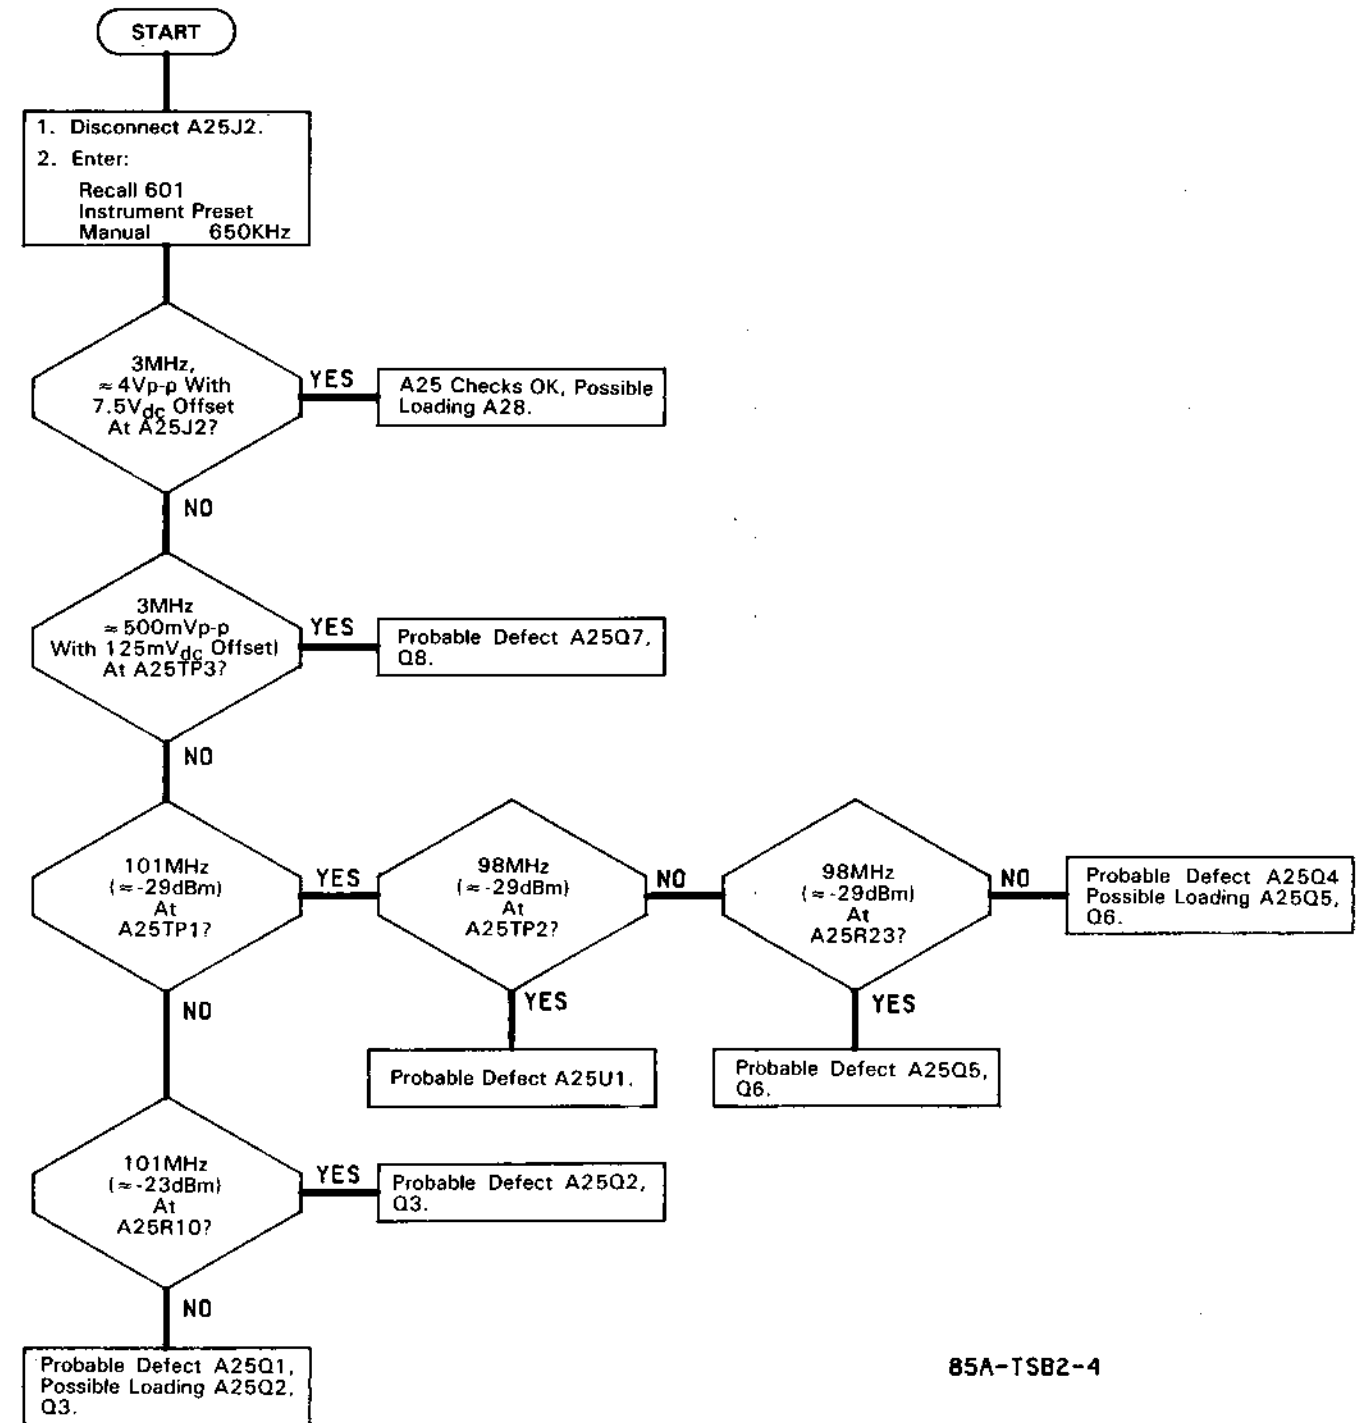 START
1. Disconnect A25J2.
2. Enter:
Recall 601
Instrument Preset
Manual 650KHz
3MHz,
≈ 4Vp-p With
7.5Vdc Offset
At A25J2?
YES
A25 Checks OK, Possible
Loading A28.
NO
3MHz
≈ 500mVp-p
With 125mVdc Offset)
At A25TP3?
YES
Probable Defect A25Q7,
Q8.
NO
101MHz
(≈ -29dBm)
At
A25TP1?
YES
98MHz
(≈ -29dBm)
At
A25TP2?
NO
98MHz
(≈ -29dBm)
At
A25R23?
NO
Probable Defect A25Q4
Possible Loading A25Q5,
Q6.
NO
YES
YES
Probable Defect A25U1.
Probable Defect A25Q5,
Q6.
101MHz
(≈ -23dBm)
At
A25R10?
YES
Probable Defect A25Q2,
Q3.
NO
Probable Defect A25Q1,
Possible Loading A25Q2,
Q3.
85A-TSB2-4